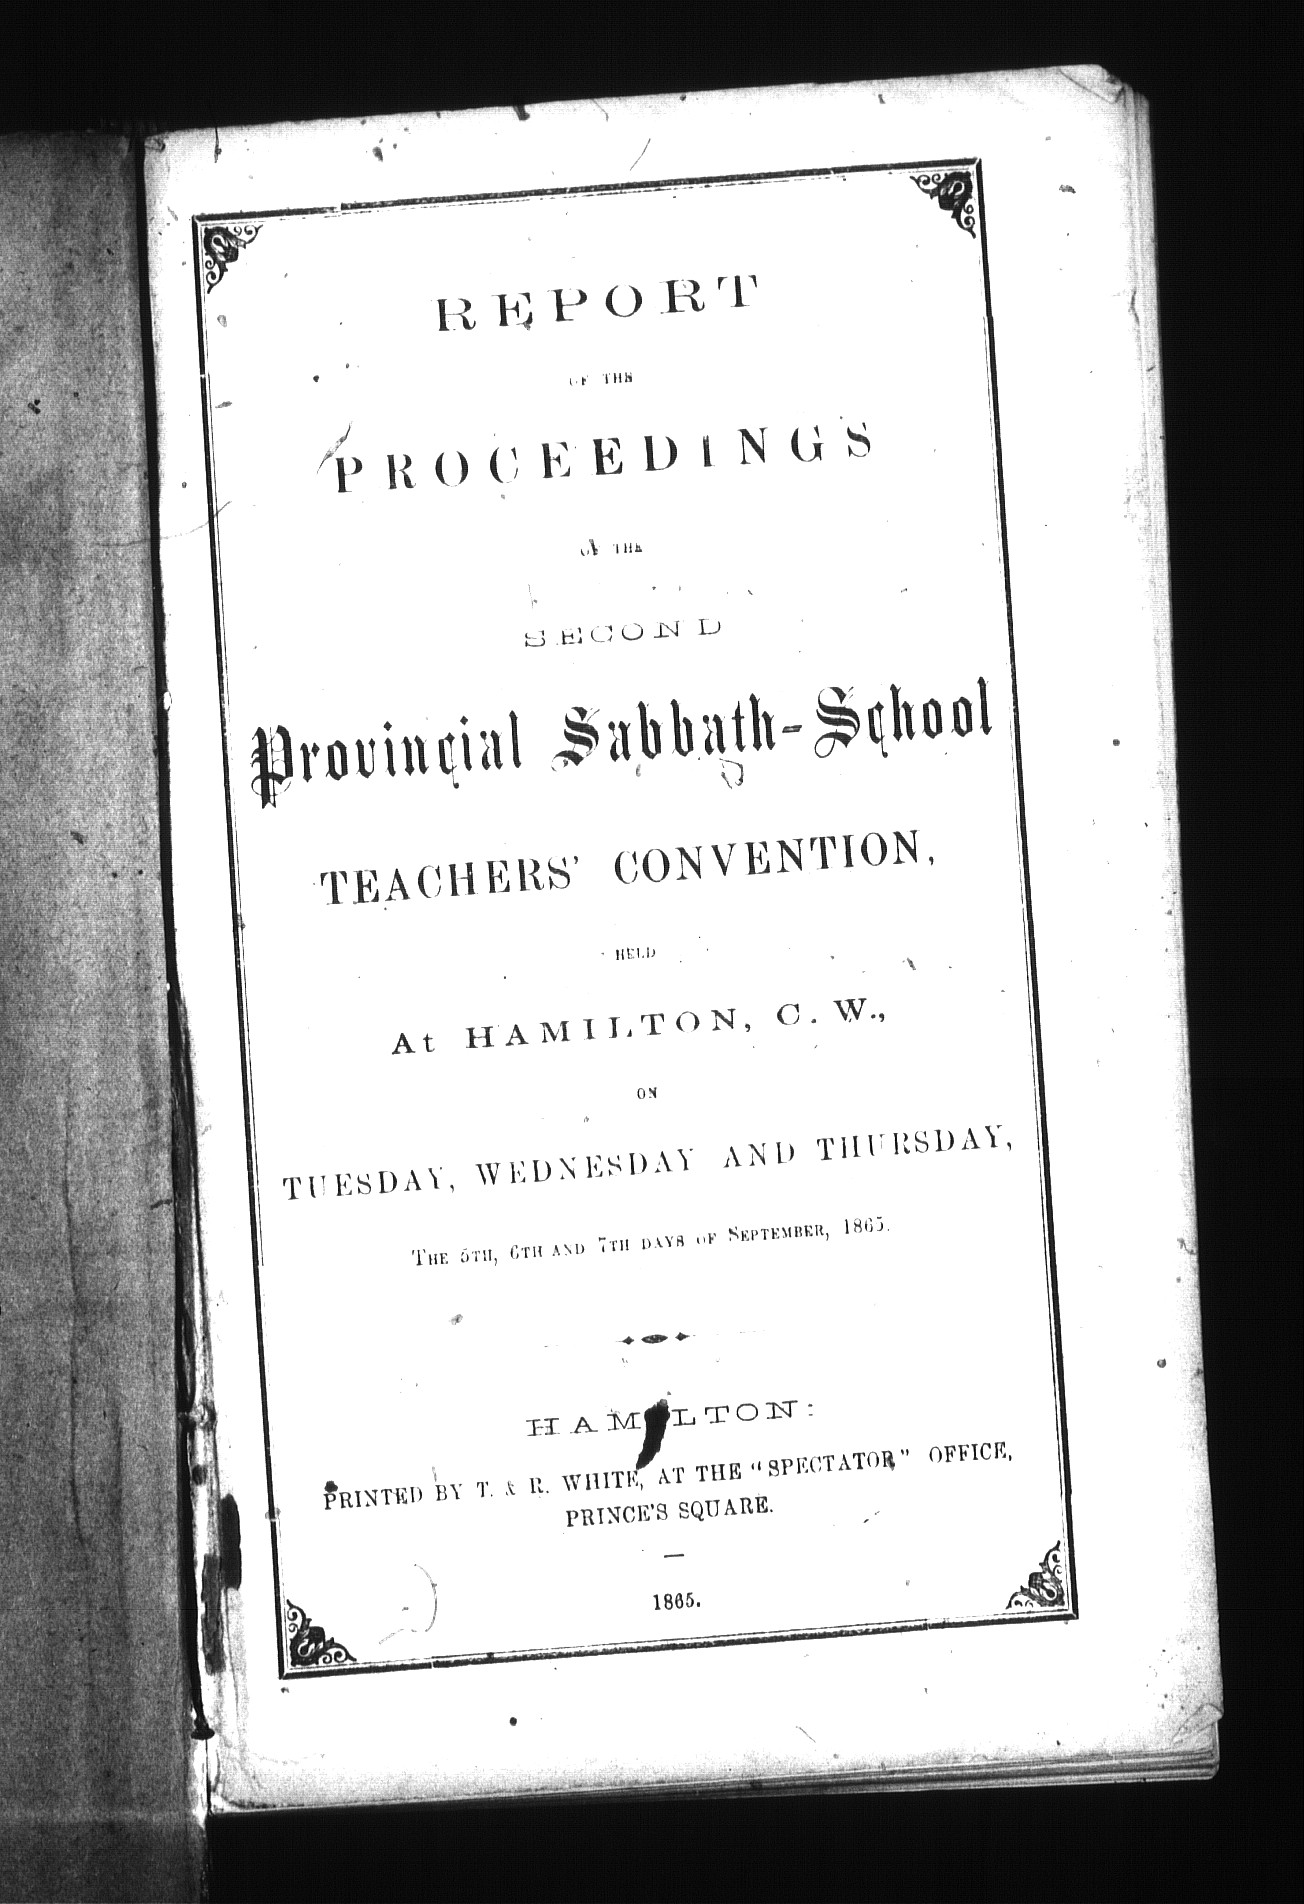 REPORT
OF THE
PROCEEDINGS
OF THE
SECOND
Provincial Sabbath-School
TEACHERS' CONVENTION,
HELD
At HAMILTON, C. W.,
ON
TUESDAY, WEDNESDAY AND THURSDAY,
THE 5TH, 6TH AND 7TH DAYS OF SEPTEMBER, 1865.
HAMILTON:
PRINTED BY T. & R. WHITE, AT THE "SPECTATOR," OFFICE,
PRINCE'S SQUARE.
1865.